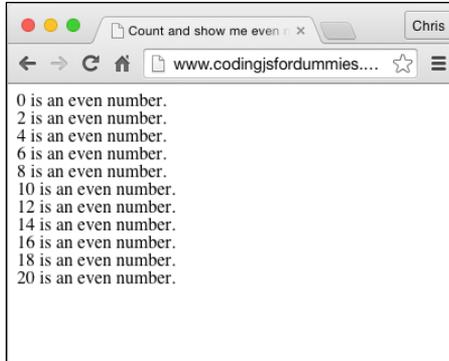 Count and show me even n
Chris
www.codingjsfordummies....
0 is an even number.
2 is an even number.
4 is an even number.
6 is an even number.
8 is an even number.
10 is an even number.
12 is an even number.
14 is an even number.
16 is an even number.
18 is an even number.
20 is an even number.